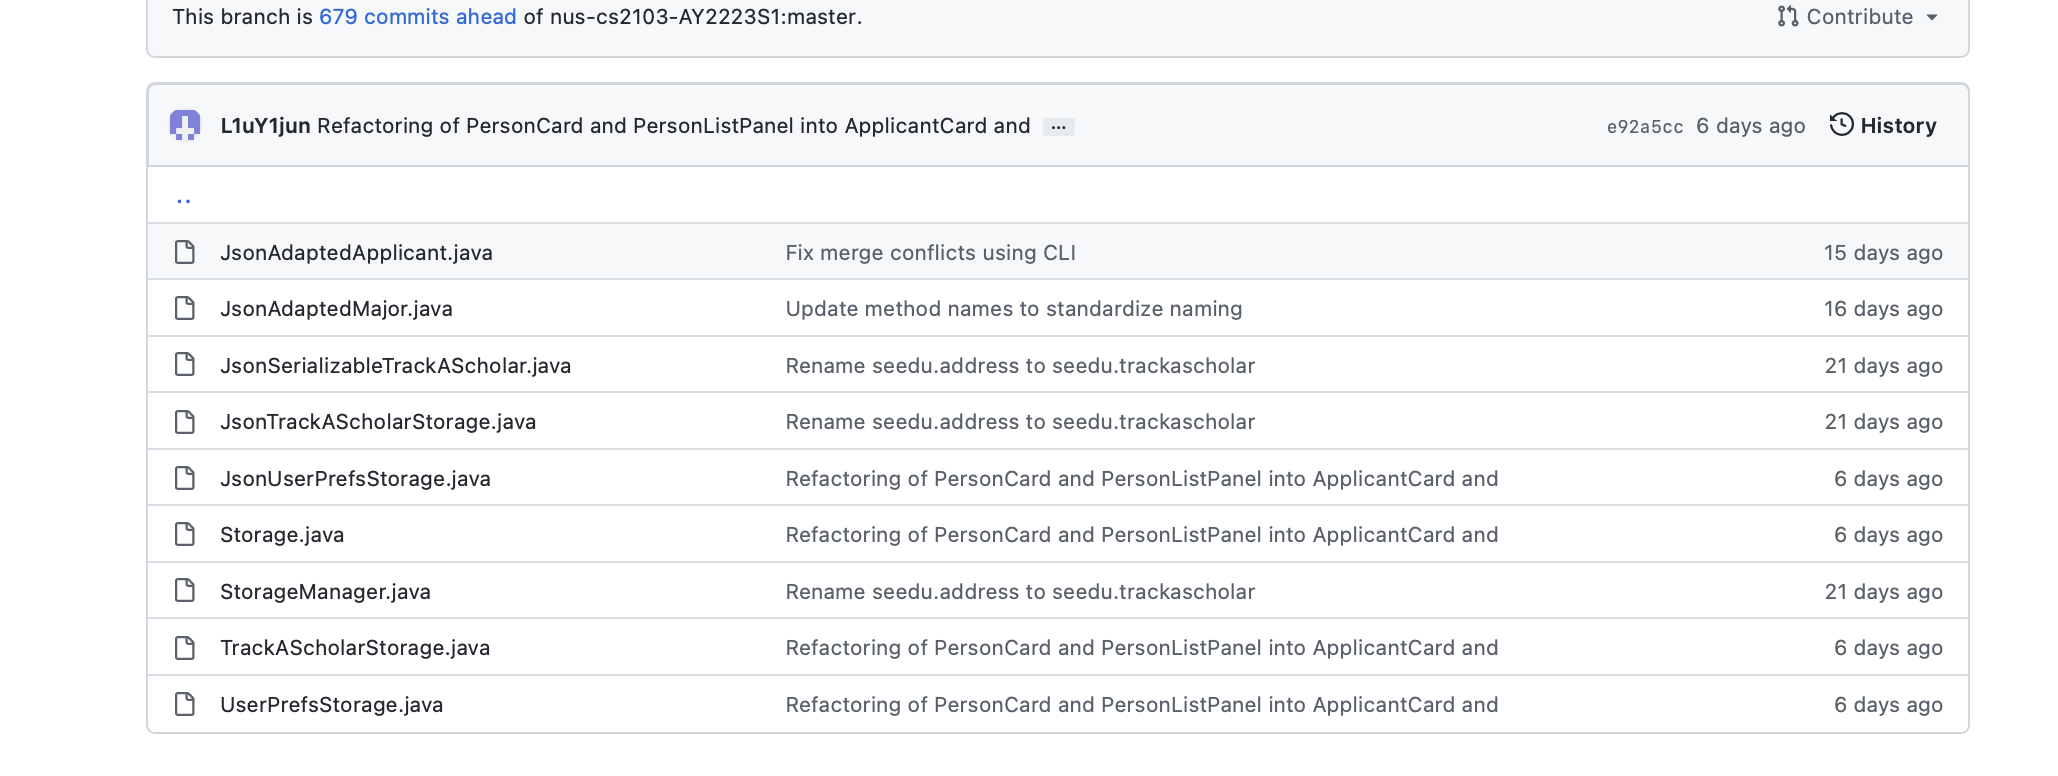 This branch is 679 commits ahead of nus-cs2103-AY2223S1:master. Contribute
L1uY1jun Refactoring of PersonCard and PersonListPanel into ApplicantCard and ... e92a5cc 6 days ago History
..
JsonAdaptedApplicant.java Fix merge conflicts using CLI 15 days ago
JsonAdaptedMajor.java Update method names to standardize naming 16 days ago
JsonSerializableTrackAScholar.java Rename seedu.address to seedu.trackascholar 21 days ago
JsonTrackAScholarStorage.java Rename seedu.address to seedu.trackascholar 21 days ago
JsonUserPrefsStorage.java Refactoring of PersonCard and PersonListPanel into ApplicantCard and 6 days ago
Storage.java Refactoring of PersonCard and PersonListPanel into ApplicantCard and 6 days ago
StorageManager.java Rename seedu.address to seedu.trackascholar 21 days ago
TrackAScholarStorage.java Refactoring of PersonCard and PersonListPanel into ApplicantCard and 6 days ago
UserPrefsStorage.java Refactoring of PersonCard and PersonListPanel into ApplicantCard and 6 days ago